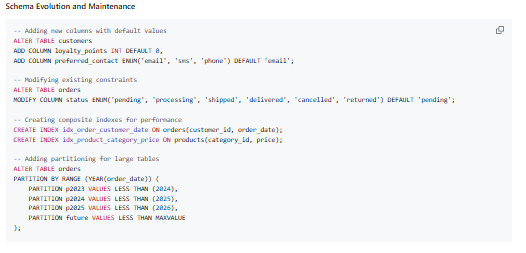 Schema Evolution and Maintenance
-- Adding new columns with default values
ALTER TABLE customers
ADD COLUMN loyalty_points INT DEFAULT 0,
ADD COLUMN preferred_contact ENUM('email', 'sms', 'phone') DEFAULT 'email';
-- Modifying existing constraints
ALTER TABLE orders
MODIFY COLUMN status ENUM('pending', 'processing', 'shipped', 'delivered', 'cancelled', 'returned') DEFAULT 'pending';
-- Creating composite indexes for performance
CREATE INDEX idx_order_customer_date ON orders(customer_id, order_date);
CREATE INDEX idx_product_category_price ON products(category_id, price);
-- Adding partitioning for large tables
ALTER TABLE orders
PARTITION BY RANGE (YEAR(order_date)) (
PARTITION p2023 VALUES LESS THAN (2024),
PARTITION p2024 VALUES LESS THAN (2025),
PARTITION p2025 VALUES LESS THAN (2026),
PARTITION future VALUES LESS THAN MAXVALUE
);